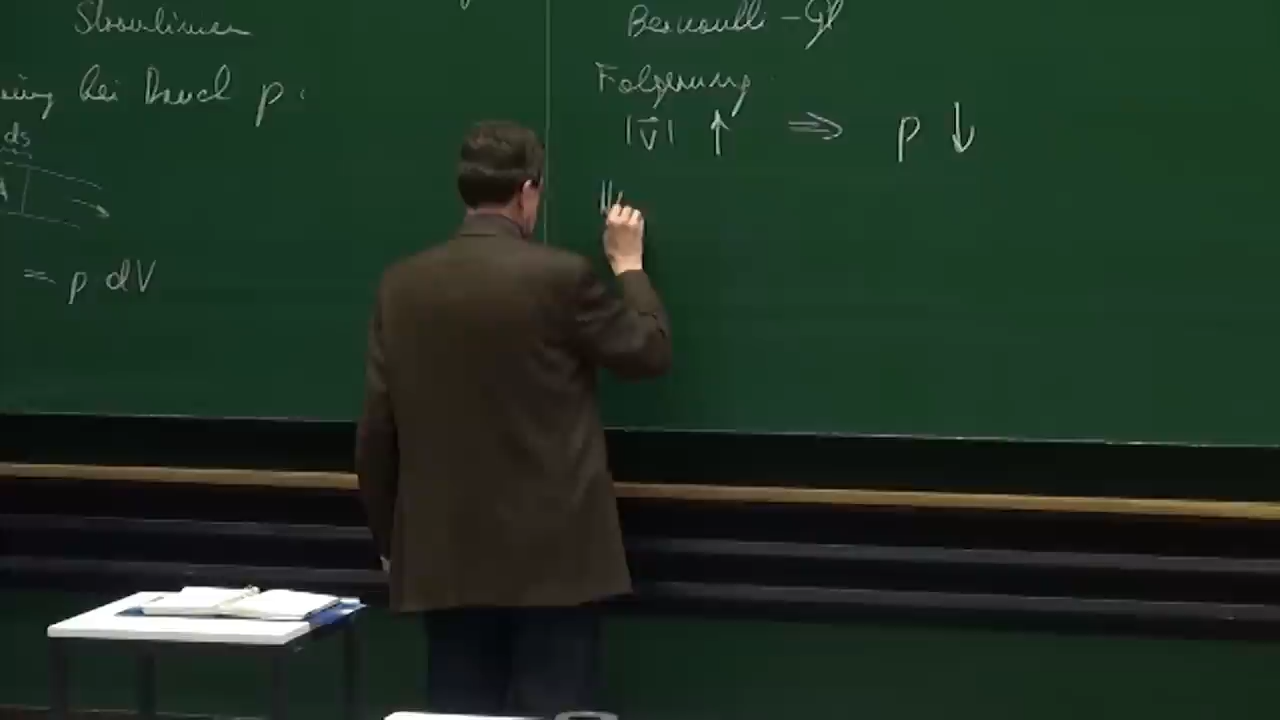 Stromlinien
bei Druck p :
ds
A
= p dV
Bernoulli - Gl
Folgerung
|v⃗| ↑ ⇒ p ↓